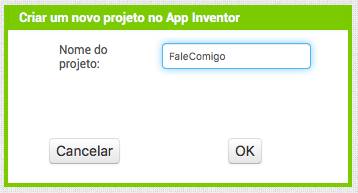 Criar um novo projeto no App Inventor
Nome do
projeto:
FaleComigo
Cancelar
OK